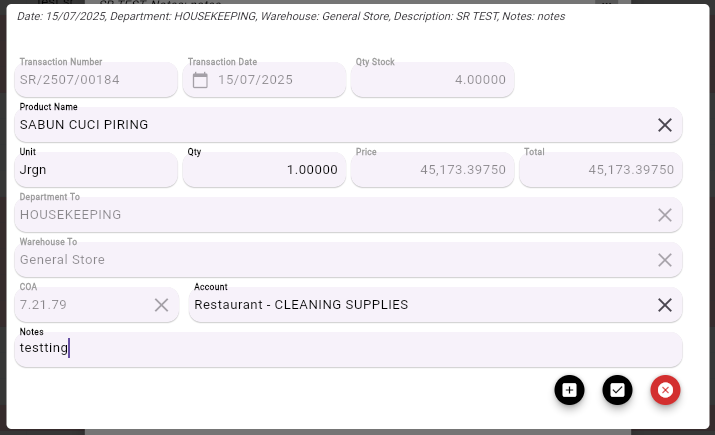 Date: 15/07/2025, Department: HOUSEKEEPING, Warehouse: General Store, Description: SR TEST, Notes: notes
Transaction Number Transaction Date Qty Stock
SR/2507/00184 15/07/2025 4.00000
Product Name
SABUN CUCI PIRING
Unit Qty Price Total
Jrgn 1.00000 45,173.39750 45,173.39750
Department To
HOUSEKEEPING
Warehouse To
General Store
COA Account
7.21.79 Restaurant - CLEANING SUPPLIES
Notes
testting